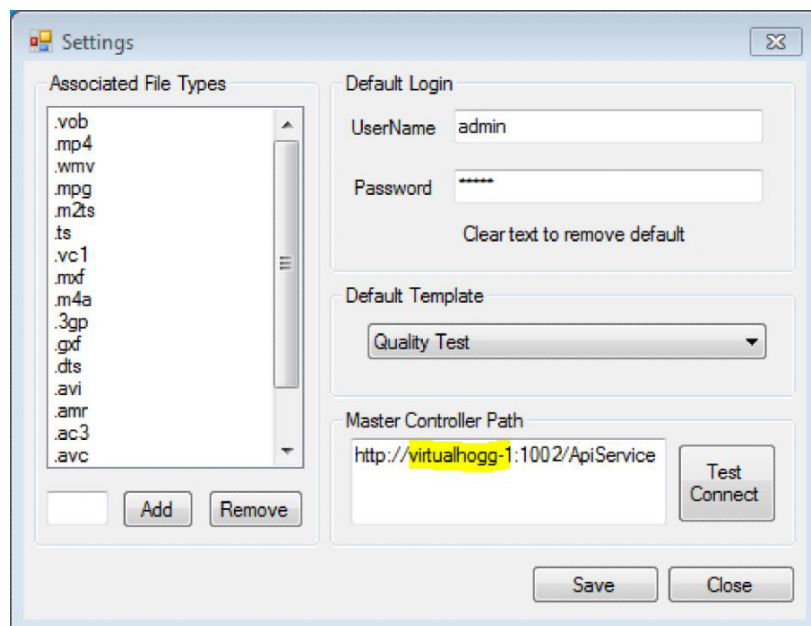 Settings
Associated File Types
.vob
.mp4
.wmv
.mpg
.m2ts
.ts
.vc1
.mxf
.m4a
.3gp
.gxf
.dts
.avi
.amr
.ac3
.avc
Add
Remove
Default Login
UserName
admin
Password
*****
Clear text to remove default
Default Template
Quality Test
Master Controller Path
http://virtualhogg-1:1002/ApiService
Test
Connect
Save
Close